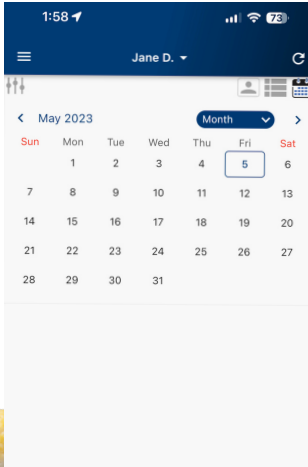 1:58
73
Jane D.
May 2023
Month
Sun Mon Tue Wed Thu Fri Sat
1 2 3 4 5 6
7 8 9 10 11 12 13
14 15 16 17 18 19 20
21 22 23 24 25 26 27
28 29 30 31